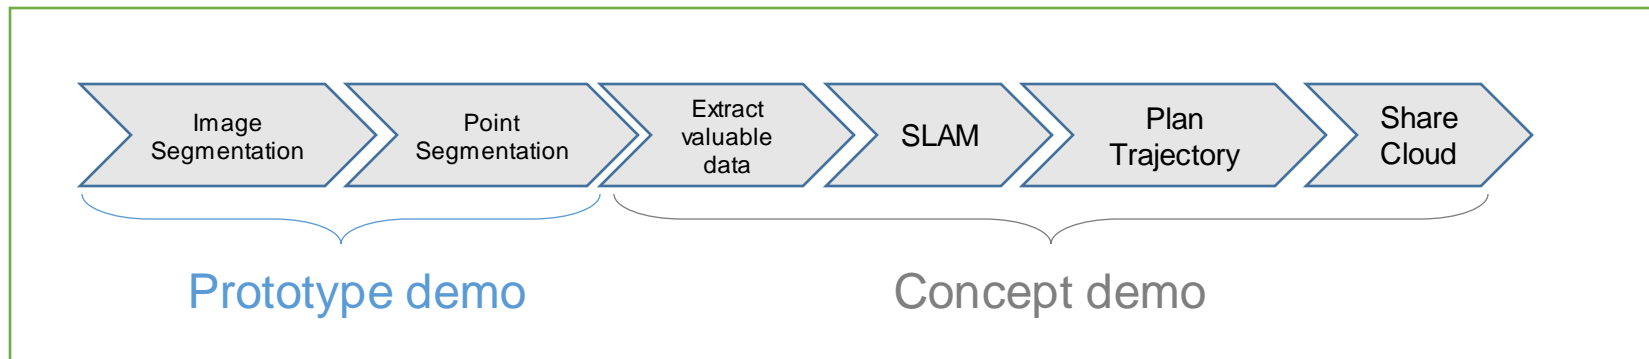 Image
Segmentation
Point
Segmentation
Extract
valuable
data
SLAM
Plan
Trajectory
Share
Cloud
Prototype demo
Concept demo